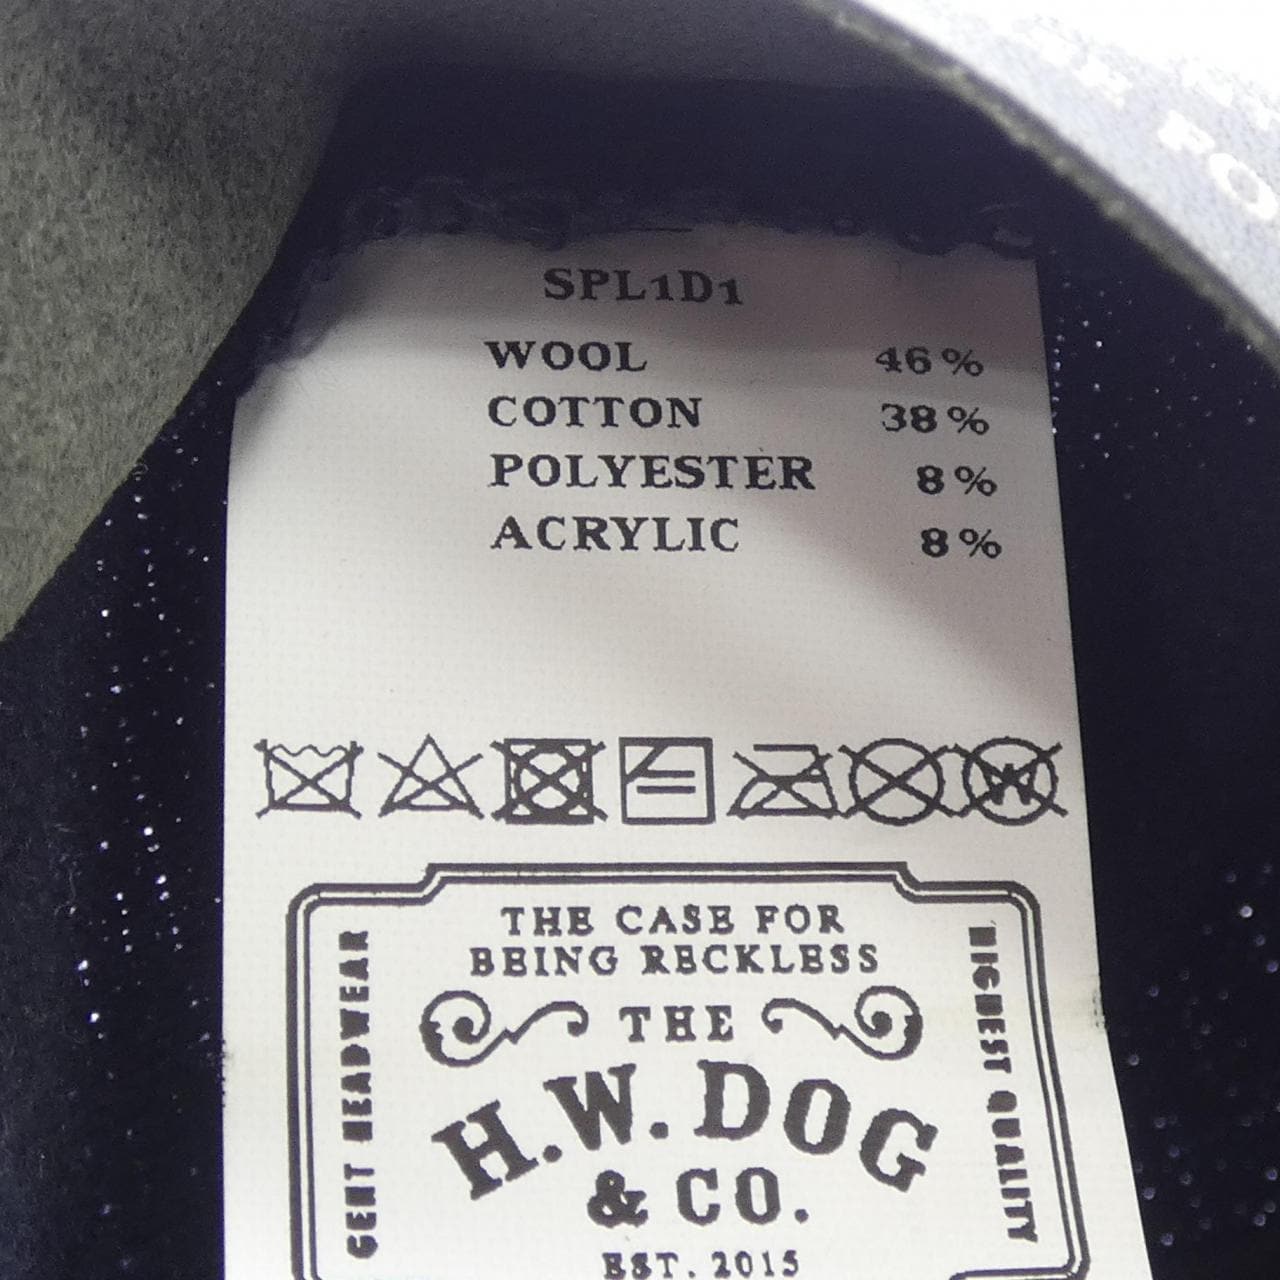 SPL1D1
WOOL 46%
COTTON 38%
POLYESTER 8%
ACRYLIC 8%
THE CASE FOR
BEING RECKLESS
GENT HEADWEAR
HIGHEST QUALITY
THE
H.W.DOG
& CO.
EST. 2015